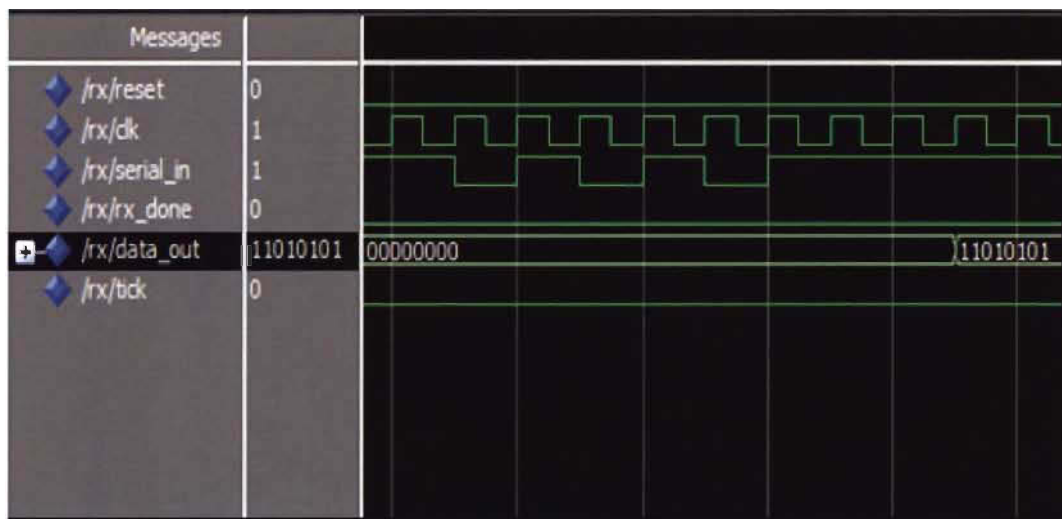 Messages
/rx/reset 0
/rx/clk 1
/rx/serial_in 1
/rx/rx_done 0
/rx/data_out 11010101 00000000 11010101
/rx/tick 0